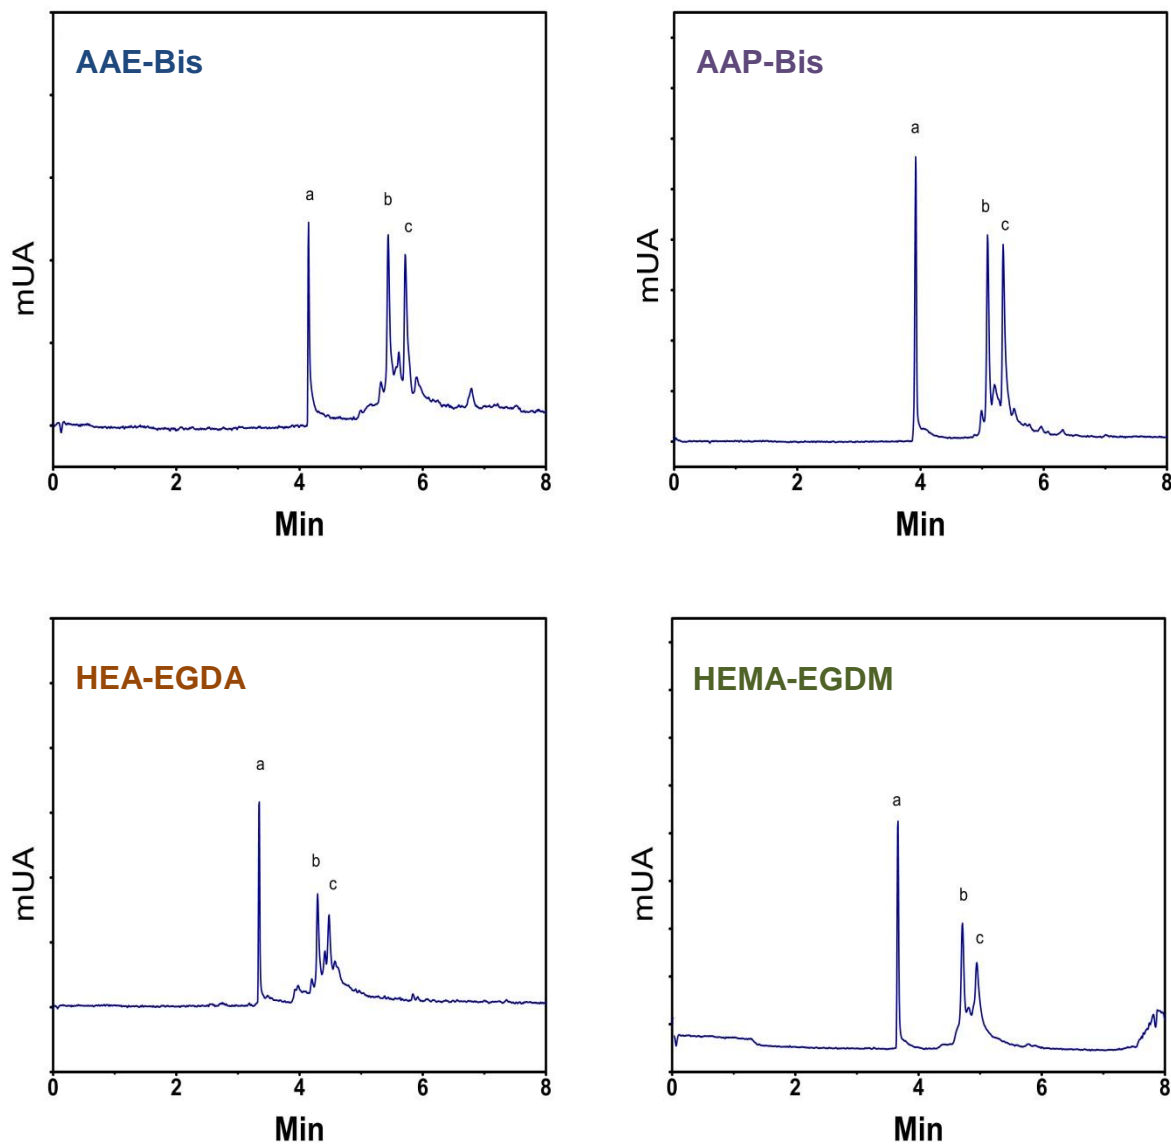 AAE-Bis
a
b
c
mUA
0 2 4 6 8
Min
AAP-Bis
a
b
c
mUA
0 2 4 6 8
Min
HEA-EGDA
a
b
c
mUA
0 2 4 6 8
Min
HEMA-EGDM
a
b
c
mUA
0 2 4 6 8
Min